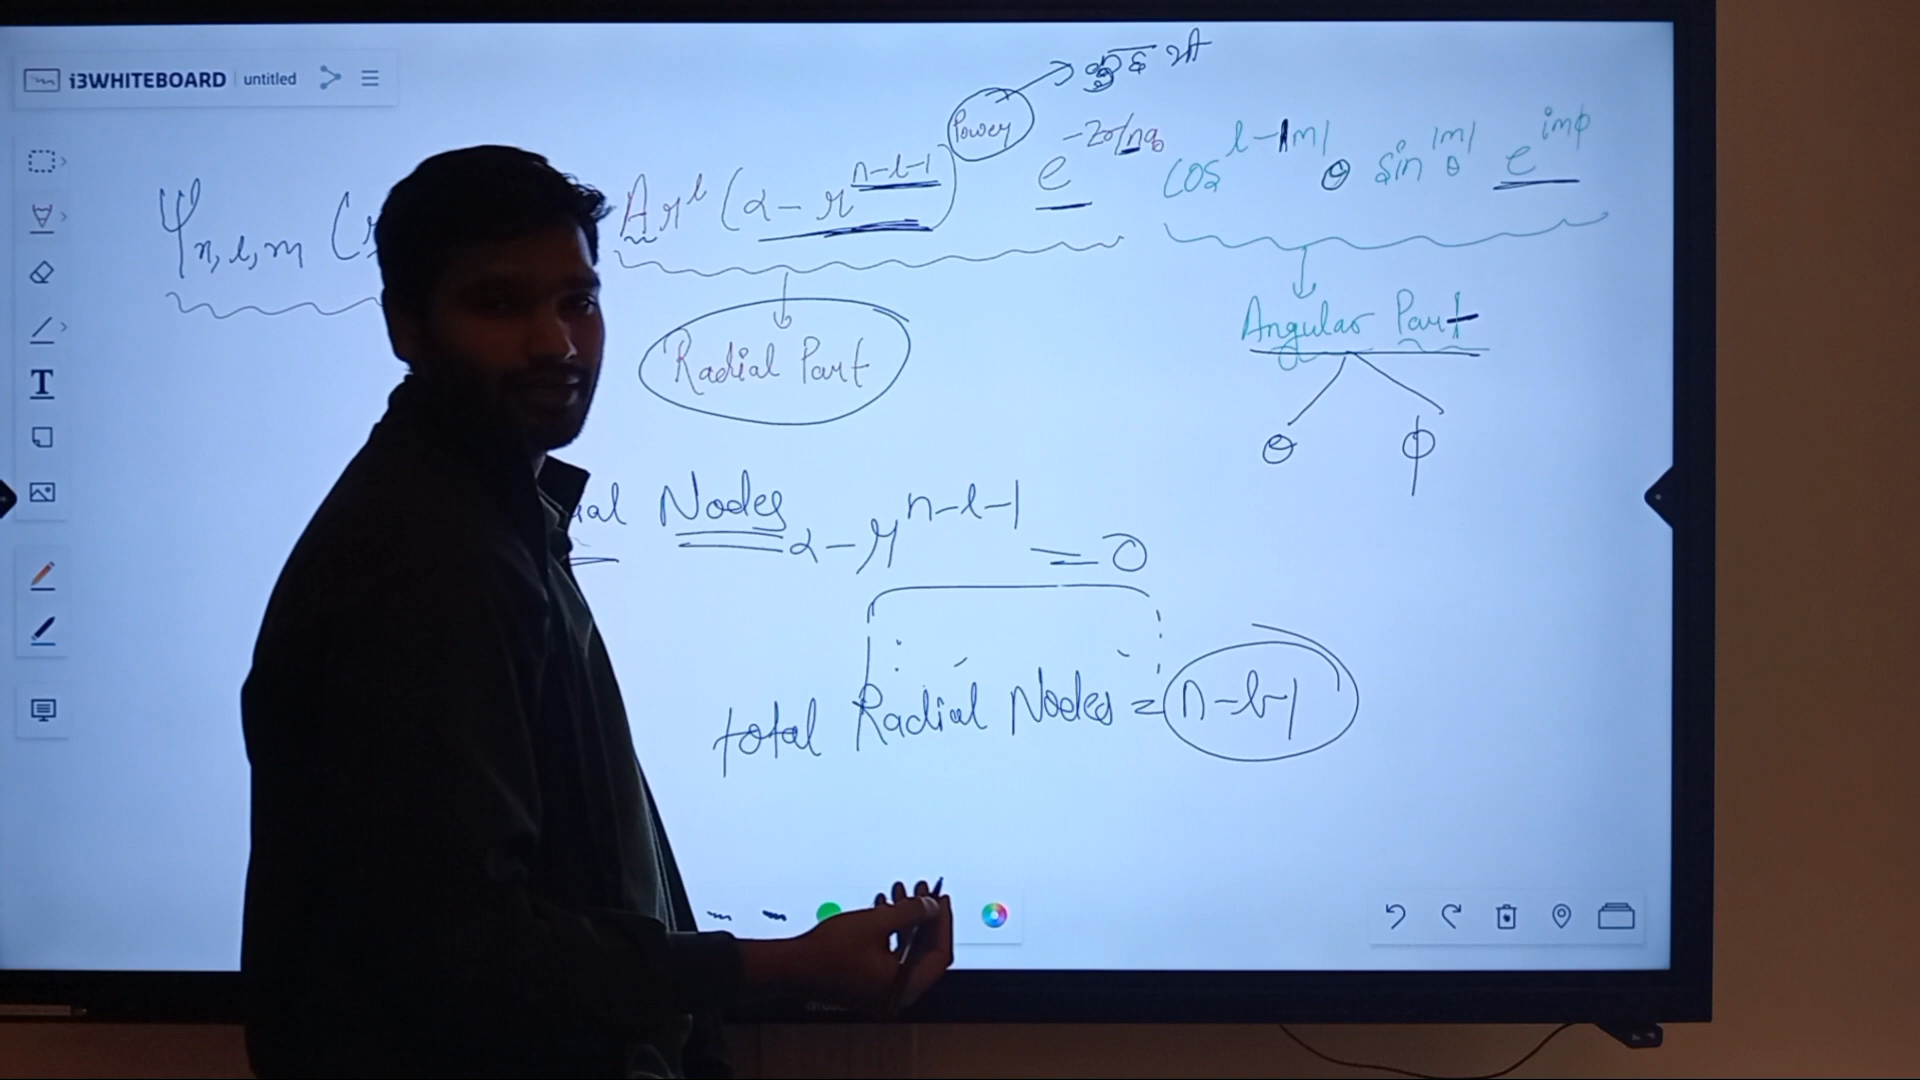 i3WHITEBOARD untitled
कुछ भी
Power
ψn,l,m (r Ar^l (α - r^n-l-1) e^-Zr/na₀ cos^l-|m| θ sin^|m| θ e^imφ
Radial Part
Angular Part
θ φ
ial Nodes α - r^n-l-1 = 0
total Radial Nodes = n-l-1
T